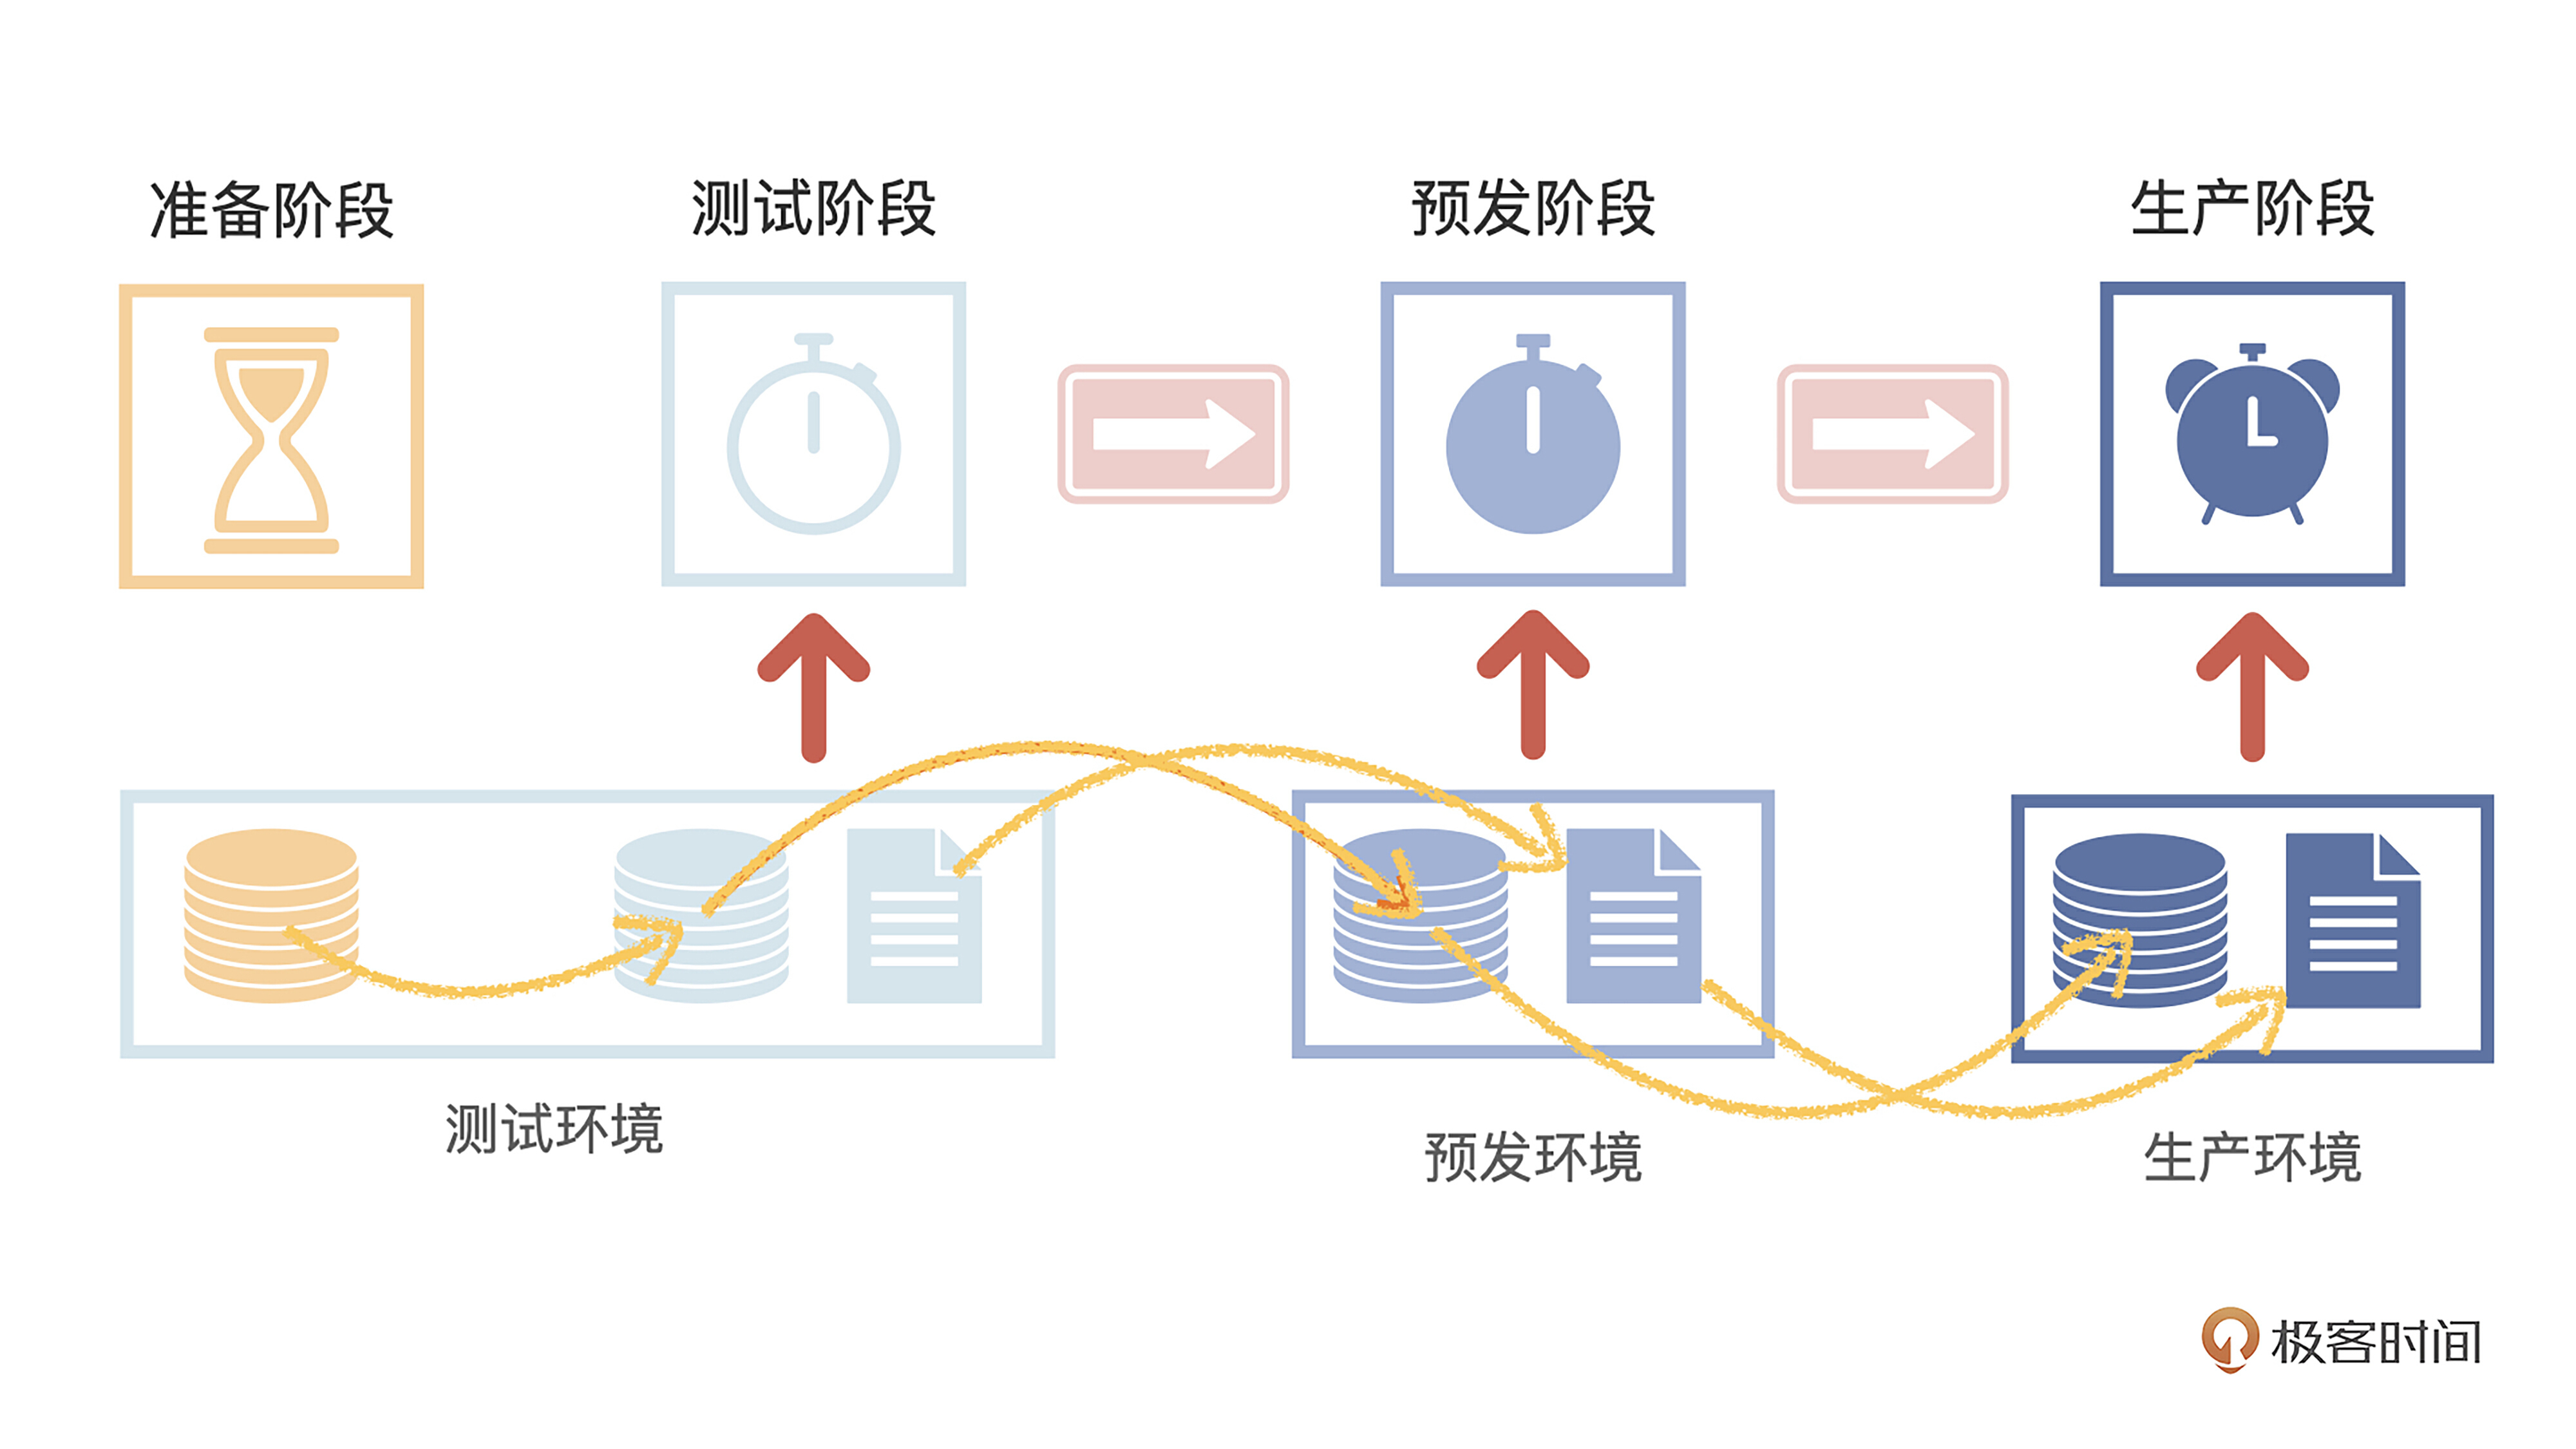 准备阶段
测试阶段
预发阶段
生产阶段
测试环境
预发环境
生产环境
极客时间